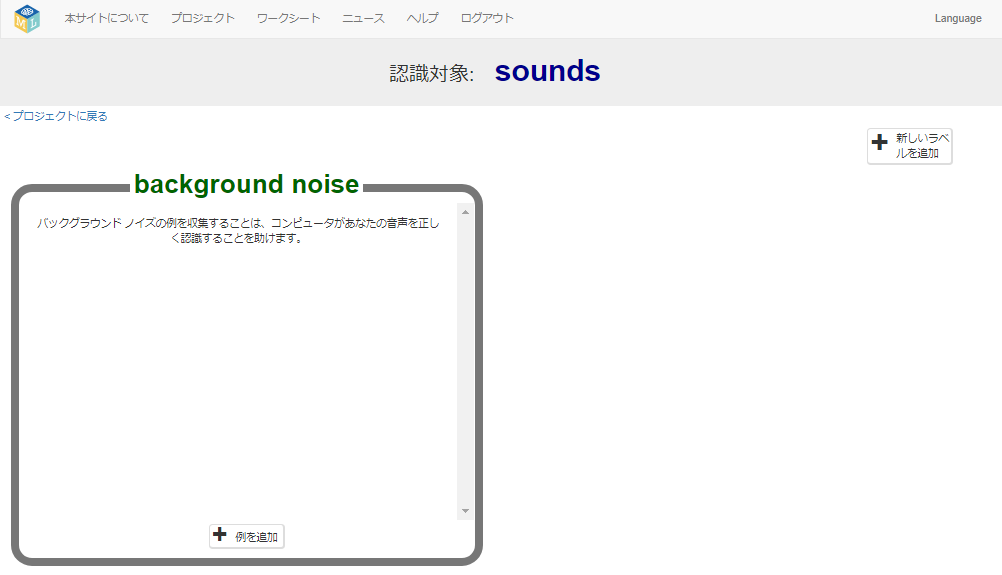 本サイトについて プロジェクト ワークシート ニュース ヘルプ ログアウト Language
認識対象: sounds
< プロジェクトに戻る
新しいラベ
ルを追加
background noise
バックグラウンド ノイズの例を収集することは、コンピュータがあなたの音声を正し
く認識することを助けます。
例を追加